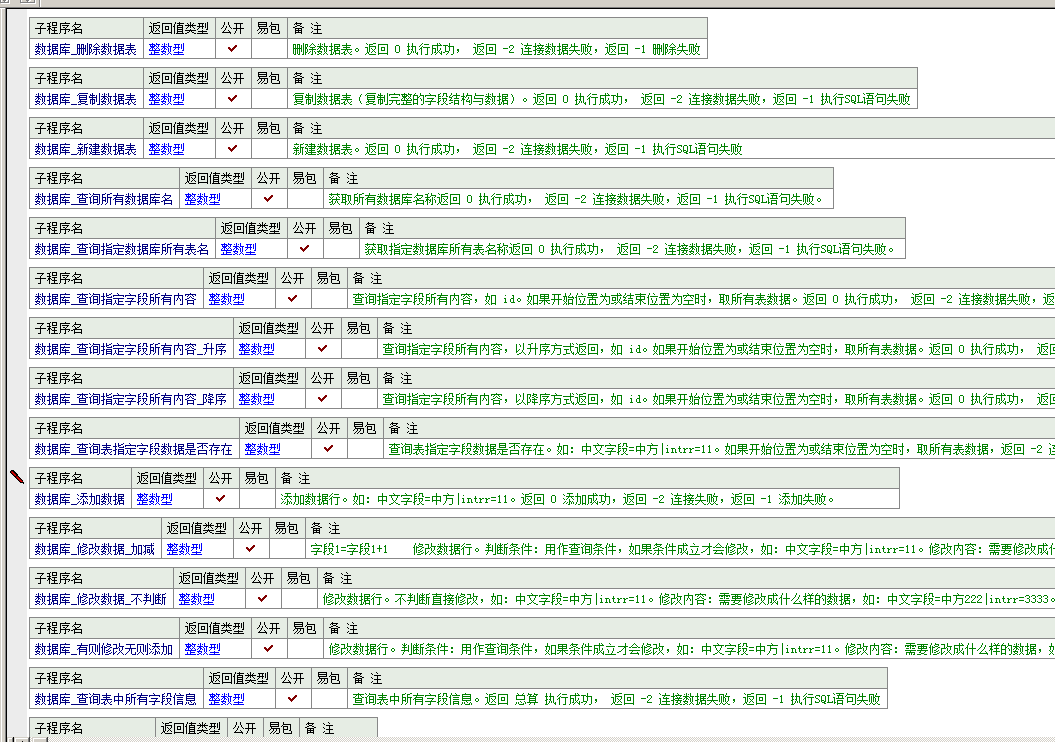 子程序名 返回值类型 公开 易包 备 注
数据库_删除数据表 整数型 删除数据表。返回 0 执行成功， 返回 -2 连接数据失败，返回 -1 删除失败
子程序名 返回值类型 公开 易包 备 注
数据库_复制数据表 整数型 复制数据表（复制完整的字段结构与数据）。返回 0 执行成功， 返回 -2 连接数据失败，返回 -1 执行SQL语句失败
子程序名 返回值类型 公开 易包 备 注
数据库_新建数据表 整数型 新建数据表。返回 0 执行成功， 返回 -2 连接数据失败，返回 -1 执行SQL语句失败
子程序名 返回值类型 公开 易包 备 注
数据库_查询所有数据库名 整数型 获取所有数据库名称返回 0 执行成功， 返回 -2 连接数据失败，返回 -1 执行SQL语句失败。
子程序名 返回值类型 公开 易包 备 注
数据库_查询指定数据库所有表名 整数型 获取指定数据库所有表名称返回 0 执行成功， 返回 -2 连接数据失败，返回 -1 执行SQL语句失败。
子程序名 返回值类型 公开 易包 备 注
数据库_查询指定字段所有内容 整数型 查询指定字段所有内容，如 id。如果开始位置为或结束位置为空时，取所有表数据。返回 0 执行成功， 返回 -2 连接数据失败，返
子程序名 返回值类型 公开 易包 备 注
数据库_查询指定字段所有内容_升序 整数型 查询指定字段所有内容，以升序方式返回，如 id。如果开始位置为或结束位置为空时，取所有表数据。返回 0 执行成功， 返回
子程序名 返回值类型 公开 易包 备 注
数据库_查询指定字段所有内容_降序 整数型 查询指定字段所有内容，以降序方式返回，如 id。如果开始位置为或结束位置为空时，取所有表数据。返回 0 执行成功， 返回
子程序名 返回值类型 公开 易包 备 注
数据库_查询表指定字段数据是否存在 整数型 查询表指定字段数据是否存在。如：中文字段=中方|intrr=11。如果开始位置为或结束位置为空时，取所有表数据，返回 -2
子程序名 返回值类型 公开 易包 备 注
数据库_添加数据 整数型 添加数据行。如：中文字段=中方|intrr=11。返回 0 添加成功，返回 -2 连接失败，返回 -1 添加失败。
子程序名 返回值类型 公开 易包 备 注
数据库_修改数据_加减 整数型 字段1=字段1+1 修改数据行。判断条件：用作查询条件，如果条件成立才会修改，如：中文字段=中方|intrr=11。修改内容：需要修改成
子程序名 返回值类型 公开 易包 备 注
数据库_修改数据_不判断 整数型 修改数据行。不判断直接修改，如：中文字段=中方|intrr=11。修改内容：需要修改成什么样的数据，如：中文字段=中方222|intrr=3333。
子程序名 返回值类型 公开 易包 备 注
数据库_有则修改无则添加 整数型 修改数据行。判断条件：用作查询条件，如果条件成立才会修改，如：中文字段=中方|intrr=11。修改内容：需要修改成什么样的数据，
子程序名 返回值类型 公开 易包 备 注
数据库_查询表中所有字段信息 整数型 查询表中所有字段信息。返回 总算 执行成功， 返回 -2 连接数据失败，返回 -1 执行SQL语句失败
子程序名 返回值类型 公开 易包 备 注